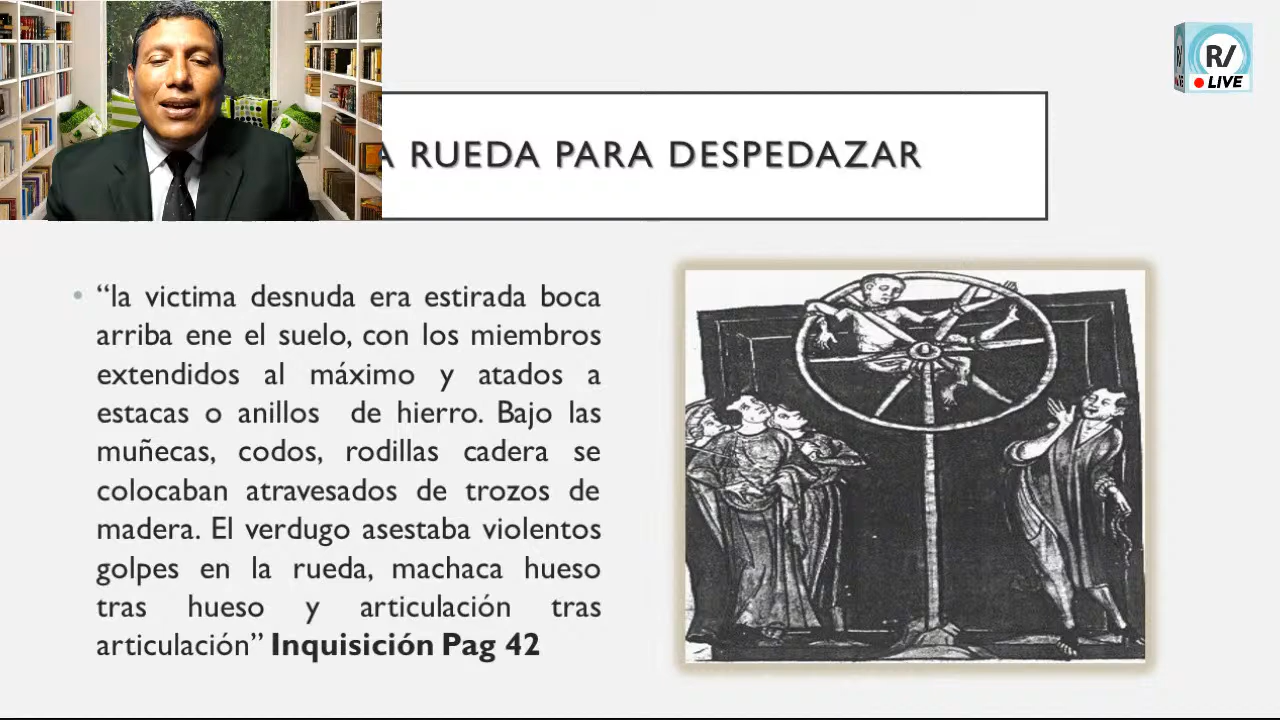 R/
LIVE
A RUEDA PARA DESPEDAZAR
• “la victima desnuda era estirada boca
arriba ene el suelo, con los miembros
extendidos al máximo y atados a
estacas o anillos de hierro. Bajo las
muñecas, codos, rodillas cadera se
colocaban atravesados de trozos de
madera. El verdugo asestaba violentos
golpes en la rueda, machaca hueso
tras hueso y articulación tras
articulación” Inquisición Pag 42